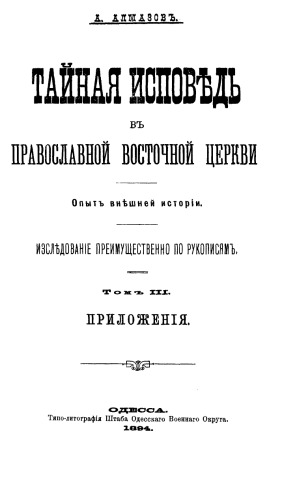 А. АЛМАЗОВЪ.
ТАЙНАЯ ИСПОВѢДЬ
ВЪ
ПРАВОСЛАВНОЙ ВОСТОЧНОЙ ЦЕРКВИ
Опытъ внѣшней исторіи.
ИЗСЛѢДОВАНІЕ ПРЕИМУЩЕСТВЕННО ПО РУКОПИСЯМЪ.
Томъ III.
ПРИЛОЖЕНІЯ.
ОДЕССА.
Типо-литографія Штаба Одесскаго Военнаго Округа.
1894.